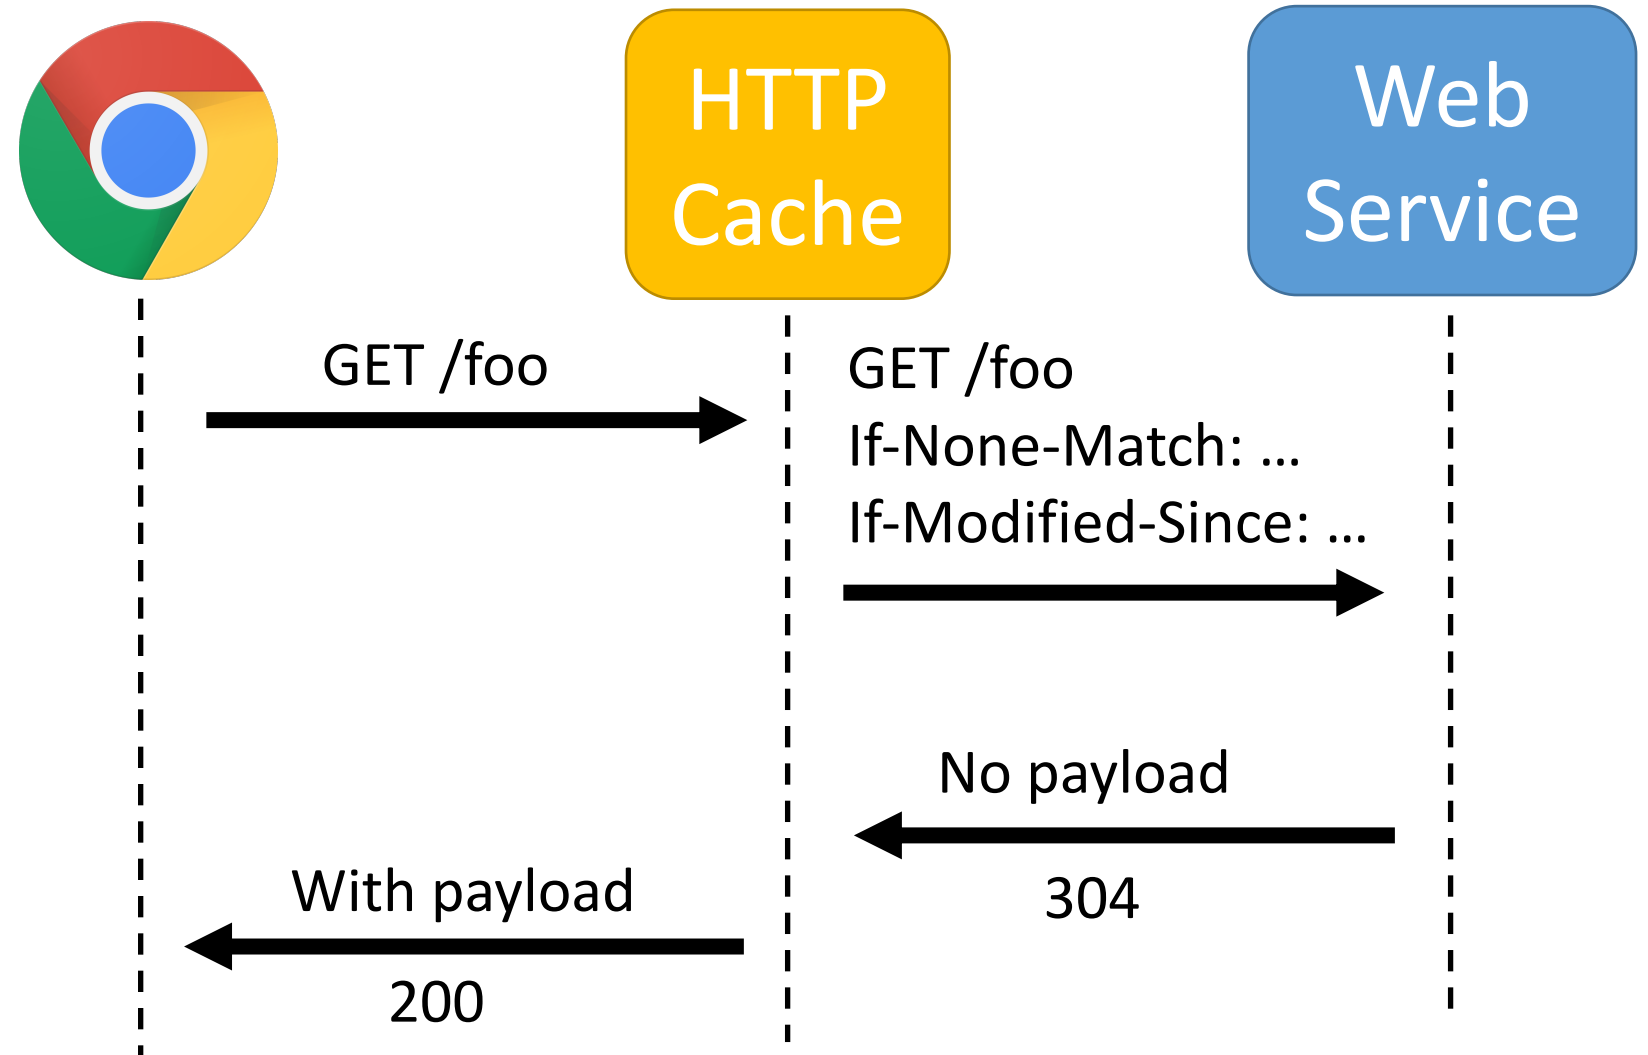 HTTP
Cache
Web
Service
GET /foo
GET /foo
If-None-Match: …
If-Modified-Since: …
No payload
304
With payload
200